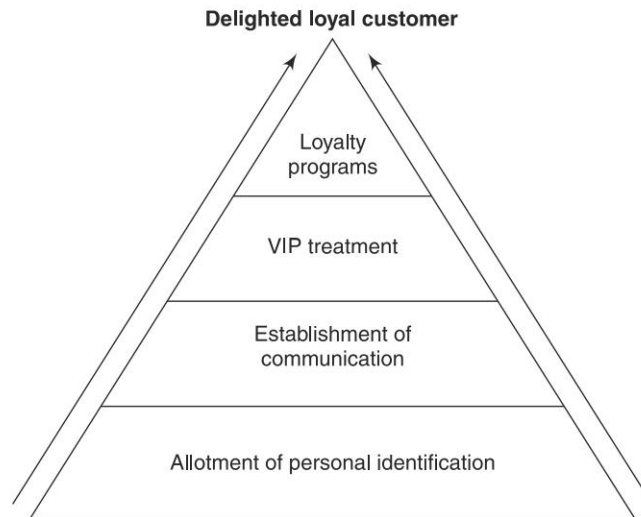 Delighted loyal customer
Loyalty
programs
VIP treatment
Establishment of
communication
Allotment of personal identification